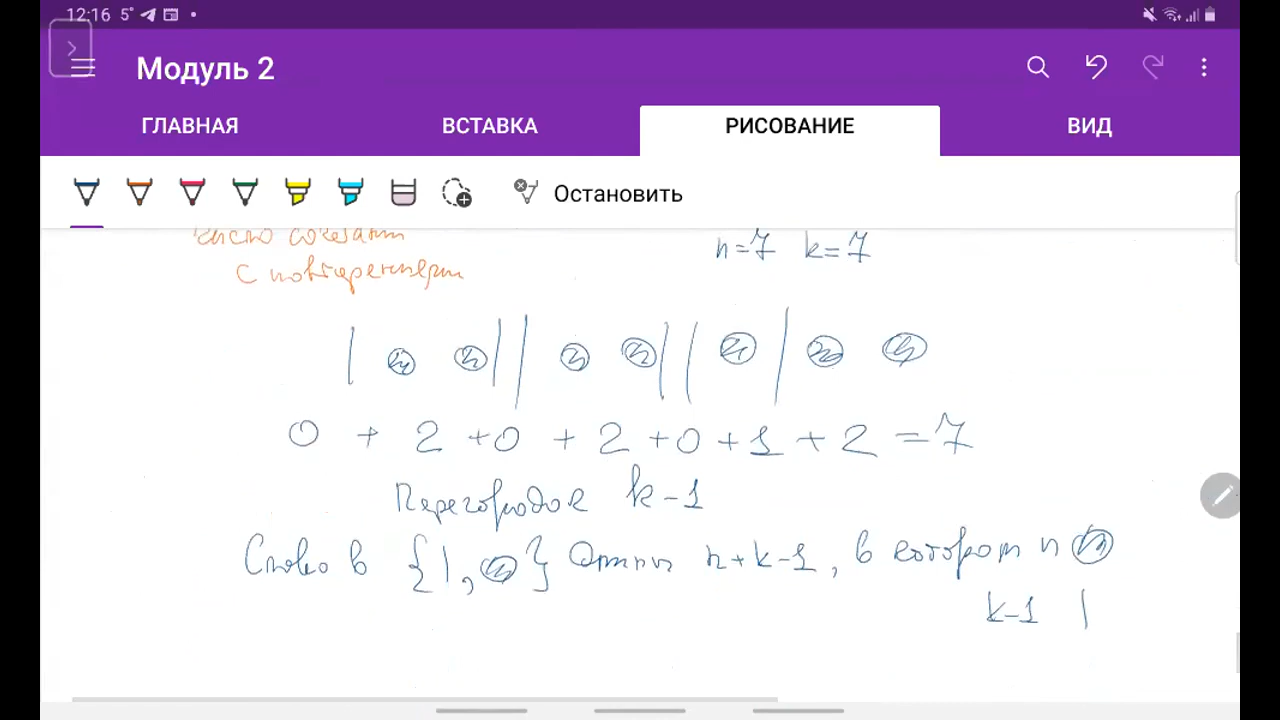 12:16 5°
Модуль 2
ГЛАВНАЯ ВСТАВКА РИСОВАНИЕ ВИД
Остановить
число сочетаний
с повторениями
n=7 k=7
0 + 2 +0 + 2 +0 +1 + 2 = 7
Перегородок k-1
Слово в { | , } длины n+k-1, в котором n
k-1 |